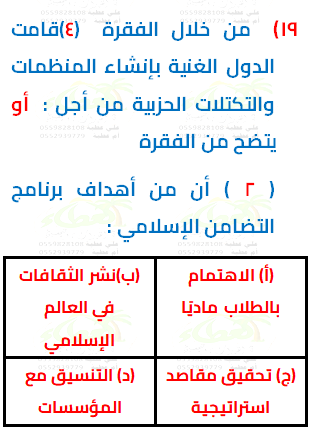 ١٩) من خلال الفقرة (٤)قامت
الدول الغنية بإنشاء المنظمات
والتكتلات الحزبية من أجل : أو
يتضح من الفقرة
( ٢ ) أن من أهداف برنامج
التضامن الإسلامي :
(أ) الاهتمام
بالطلاب ماديًا
(ب)نشر الثقافات
في العالم
الإسلامي
(ج) تحقيق مقاصد
استراتيجية
(د) التنسيق مع
المؤسسات